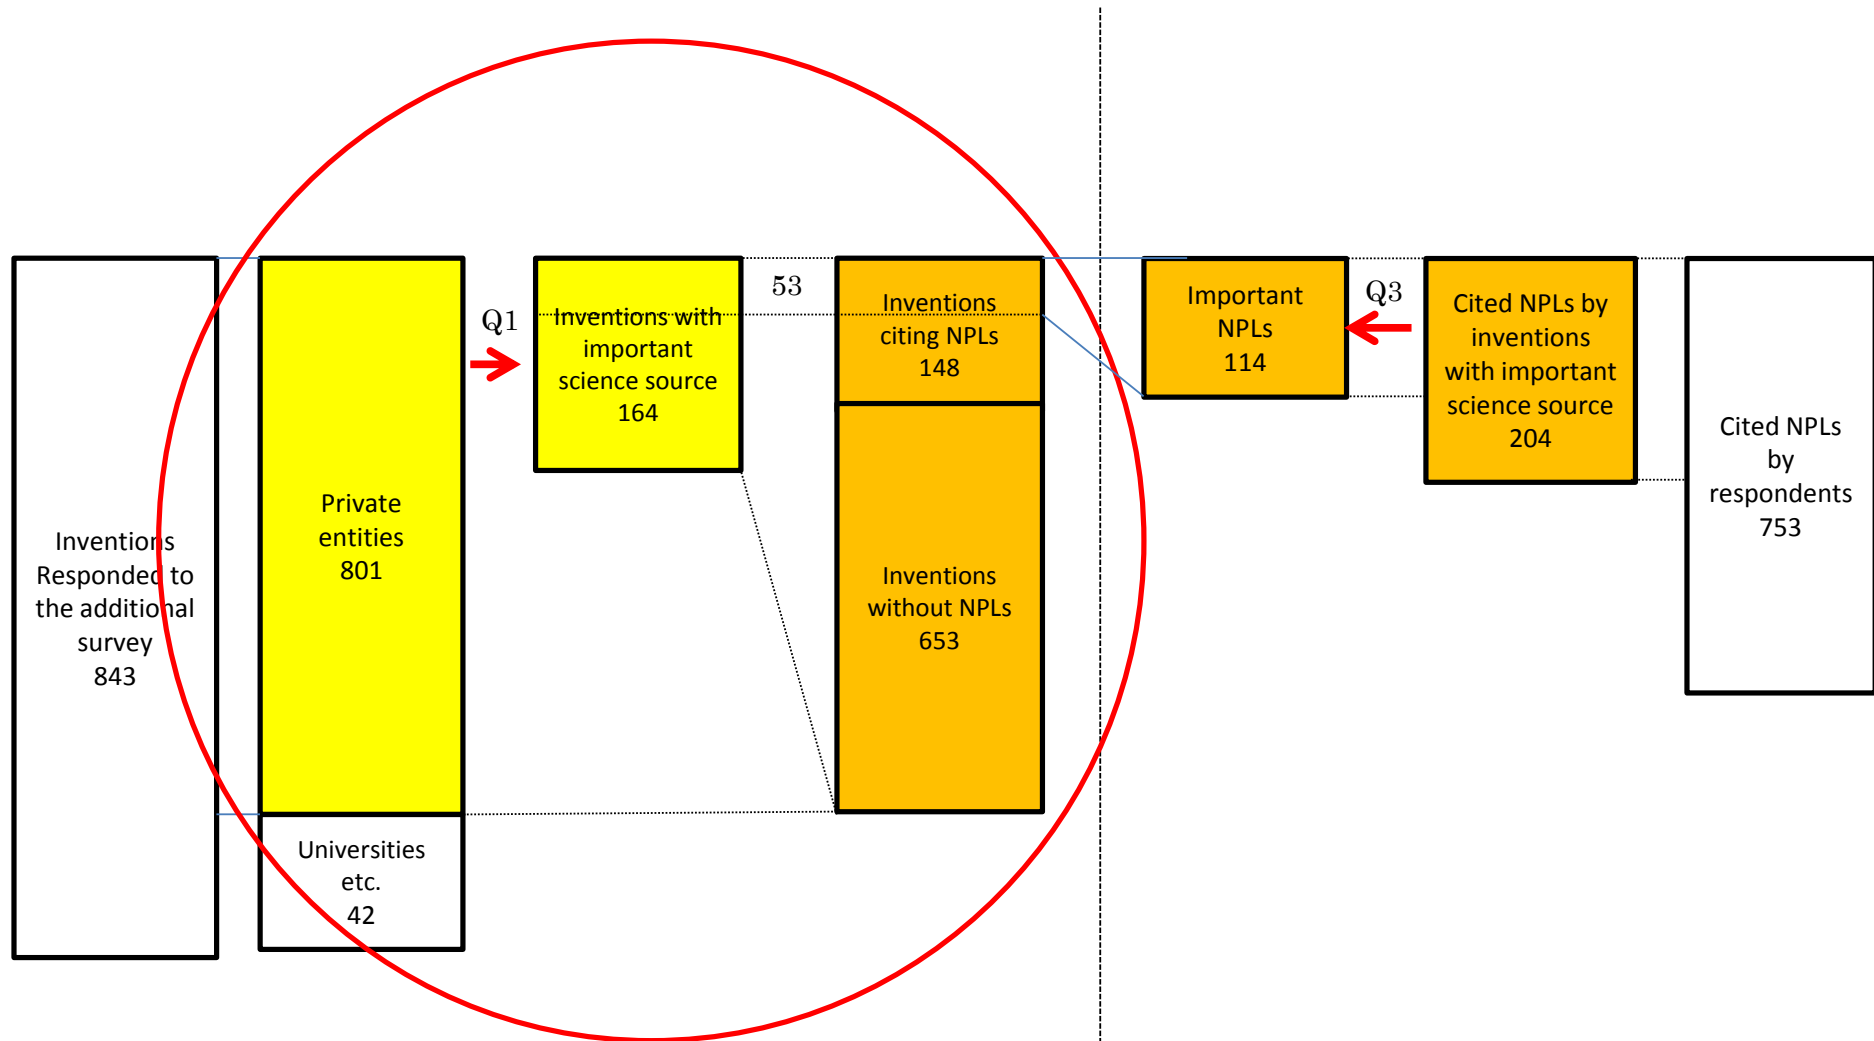 Inventions
Responded to
the additional
survey
843
Private
entities
801
Universities
etc.
42
Q1
Inventions with
important
science source
164
53
Inventions
citing NPLs
148
Inventions
without NPLs
653
Important
NPLs
114
Q3
Cited NPLs by
inventions
with important
science source
204
Cited NPLs
by
respondents
753